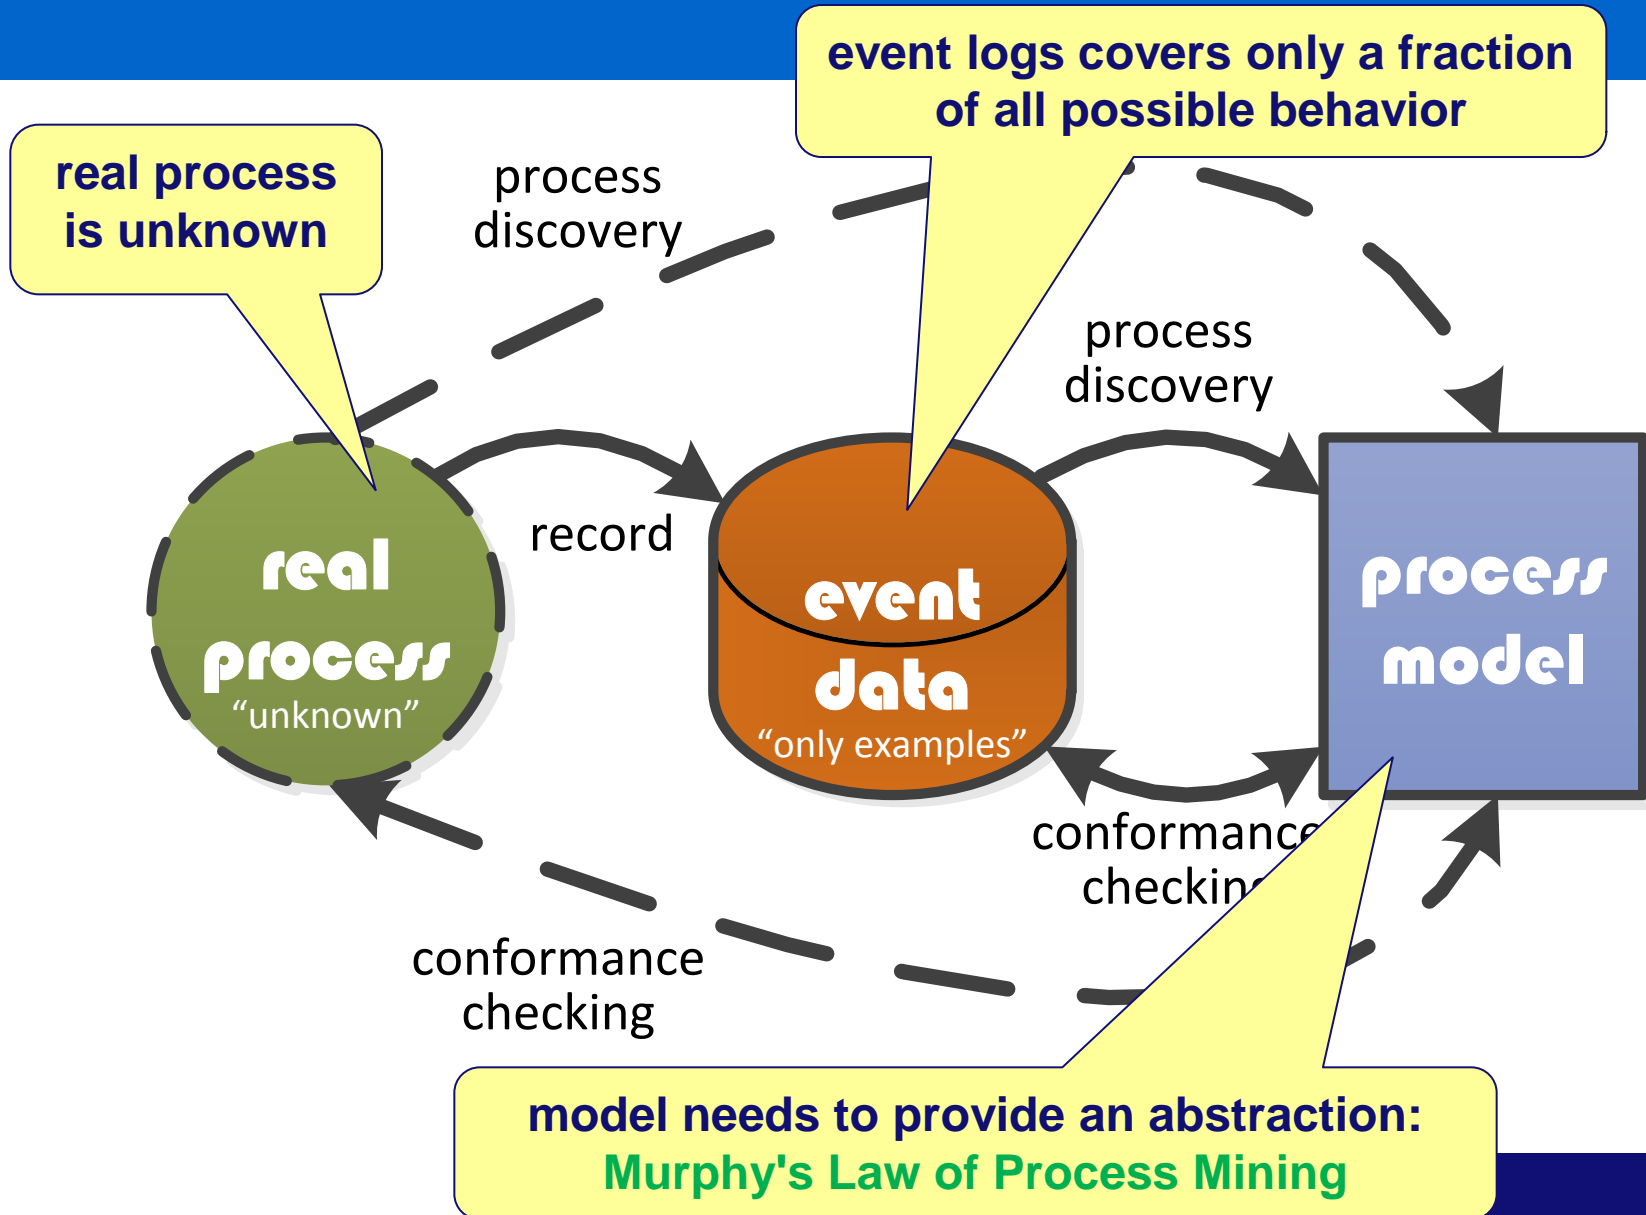 event logs covers only a fraction
of all possible behavior
real process
is unknown
process
discovery
process
discovery
record
real
process
“unknown”
event
data
“only examples”
process
model
conformance
checking
conformance
checking
model needs to provide an abstraction:
Murphy's Law of Process Mining